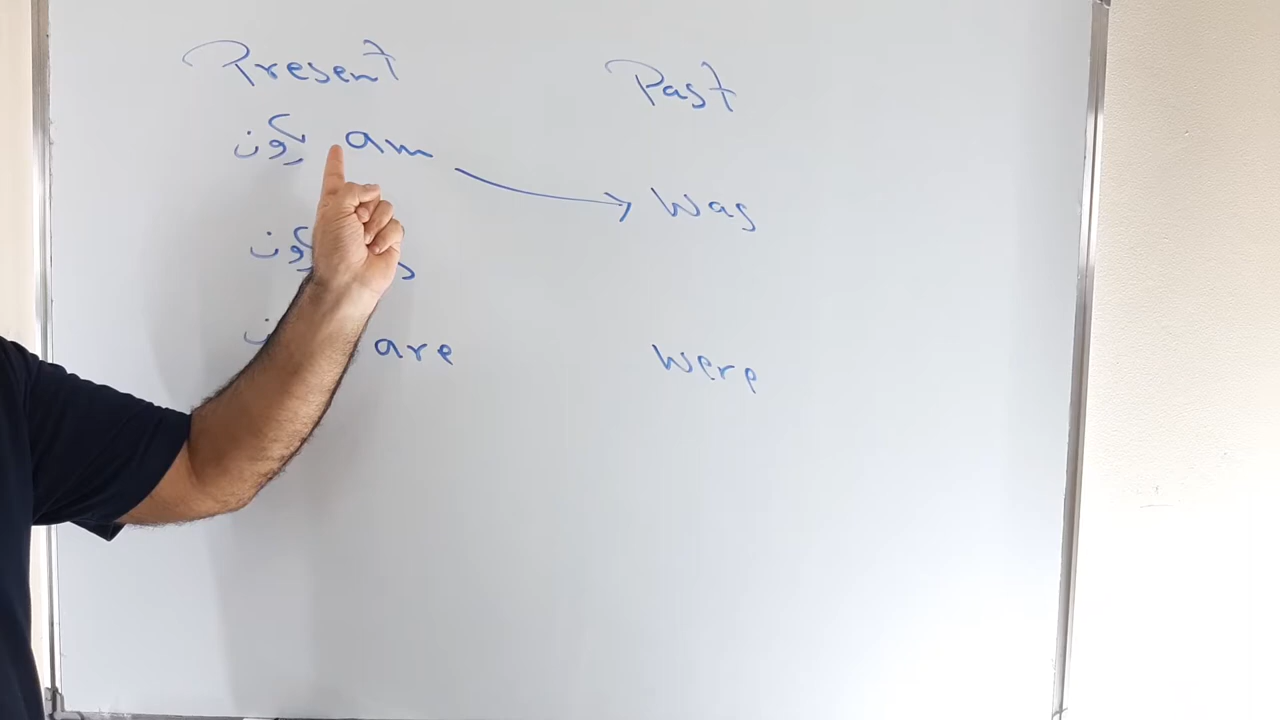 Present Past
يكون am
Was
are Were